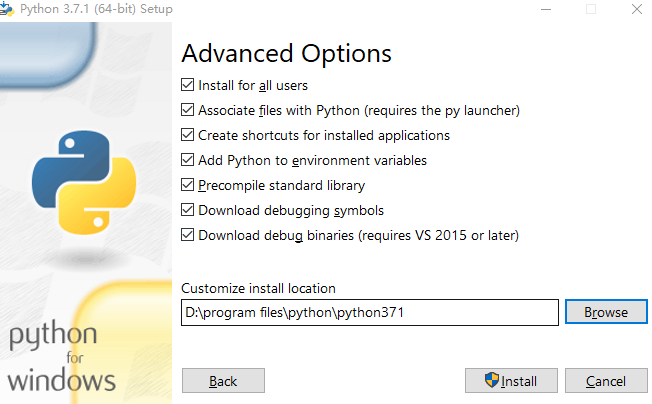 Python 3.7.1 (64-bit) Setup
Advanced Options
Install for all users
Associate files with Python (requires the py launcher)
Create shortcuts for installed applications
Add Python to environment variables
Precompile standard library
Download debugging symbols
Download debug binaries (requires VS 2015 or later)
Customize install location
D:\program files\python\python371
Browse
python
for
windows
Back
Install
Cancel